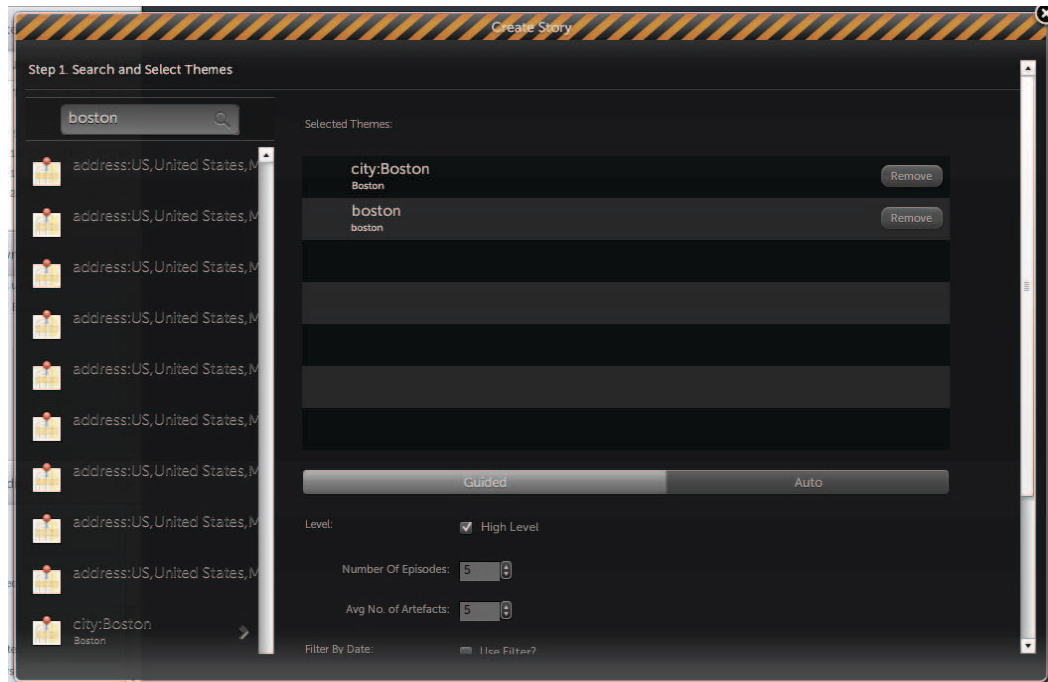 Create Story
Step 1. Search and Select Themes
boston
address:US,United States,M
address:US,United States,M
address:US,United States,M
address:US,United States,M
address:US,United States,M
address:US,United States,M
address:US,United States,M
address:US,United States,M
address:US,United States,M
city:Boston
Boston
Selected Themes:
city:Boston
Boston
Remove
boston
boston
Remove
Guided
Auto
Level:
High Level
Number Of Episodes:
5
Avg No. of Artefacts:
5
Filter By Date:
Use Filter?